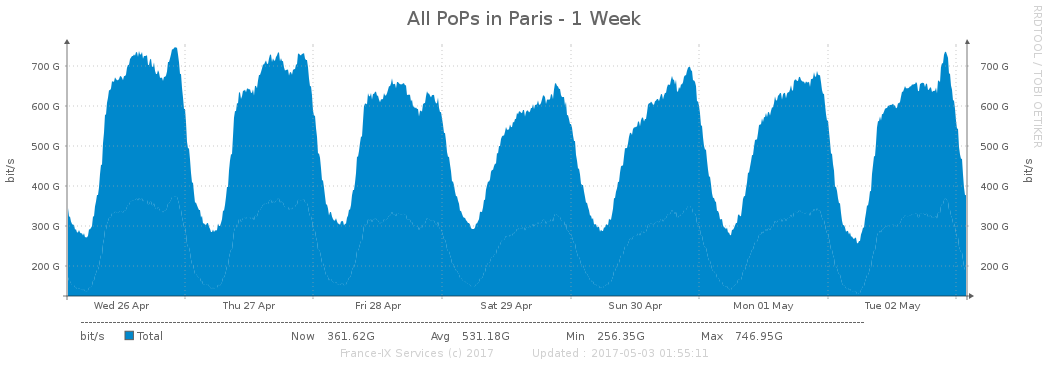 All PoPs in Paris - 1 Week
RRDTOOL / TOBI OETIKER
700 G 700 G
600 G 600 G
500 G 500 G
400 G 400 G
300 G 300 G
200 G 200 G
bit/s bit/s
Wed 26 Apr Thu 27 Apr Fri 28 Apr Sat 29 Apr Sun 30 Apr Mon 01 May Tue 02 May
bit/s Total Now 361.62G Avg 531.18G Min 256.35G Max 746.95G
France-IX Services (c) 2017 Updated : 2017-05-03 01:55:11